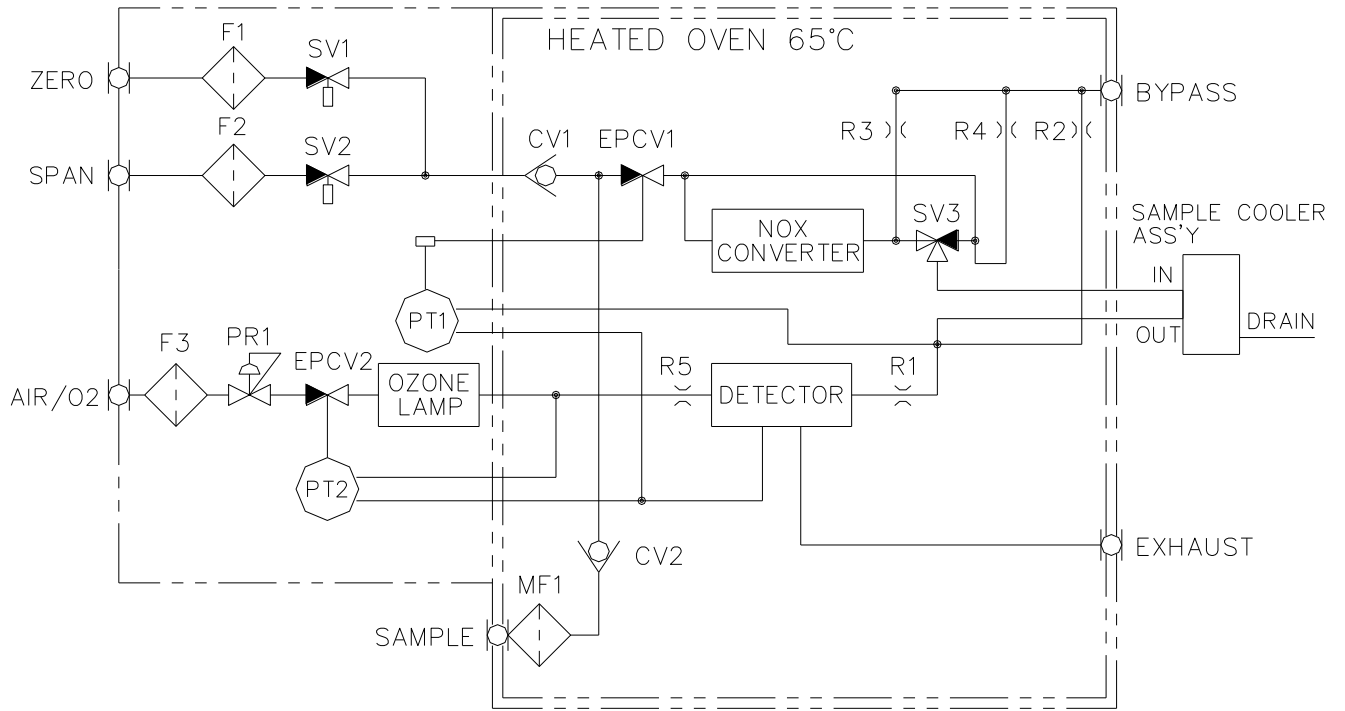 HEATED OVEN 65°C
F1
SV1
ZERO
BYPASS
F2
SV2
CV1
EPCV1
R3
R4
R2
SPAN
SV3
SAMPLE COOLER
ASS'Y
NOX
CONVERTER
IN
PT1
DRAIN
OUT
F3
PR1
EPCV2
R5
R1
AIR/O2
OZONE
LAMP
DETECTOR
PT2
CV2
EXHAUST
MF1
SAMPLE